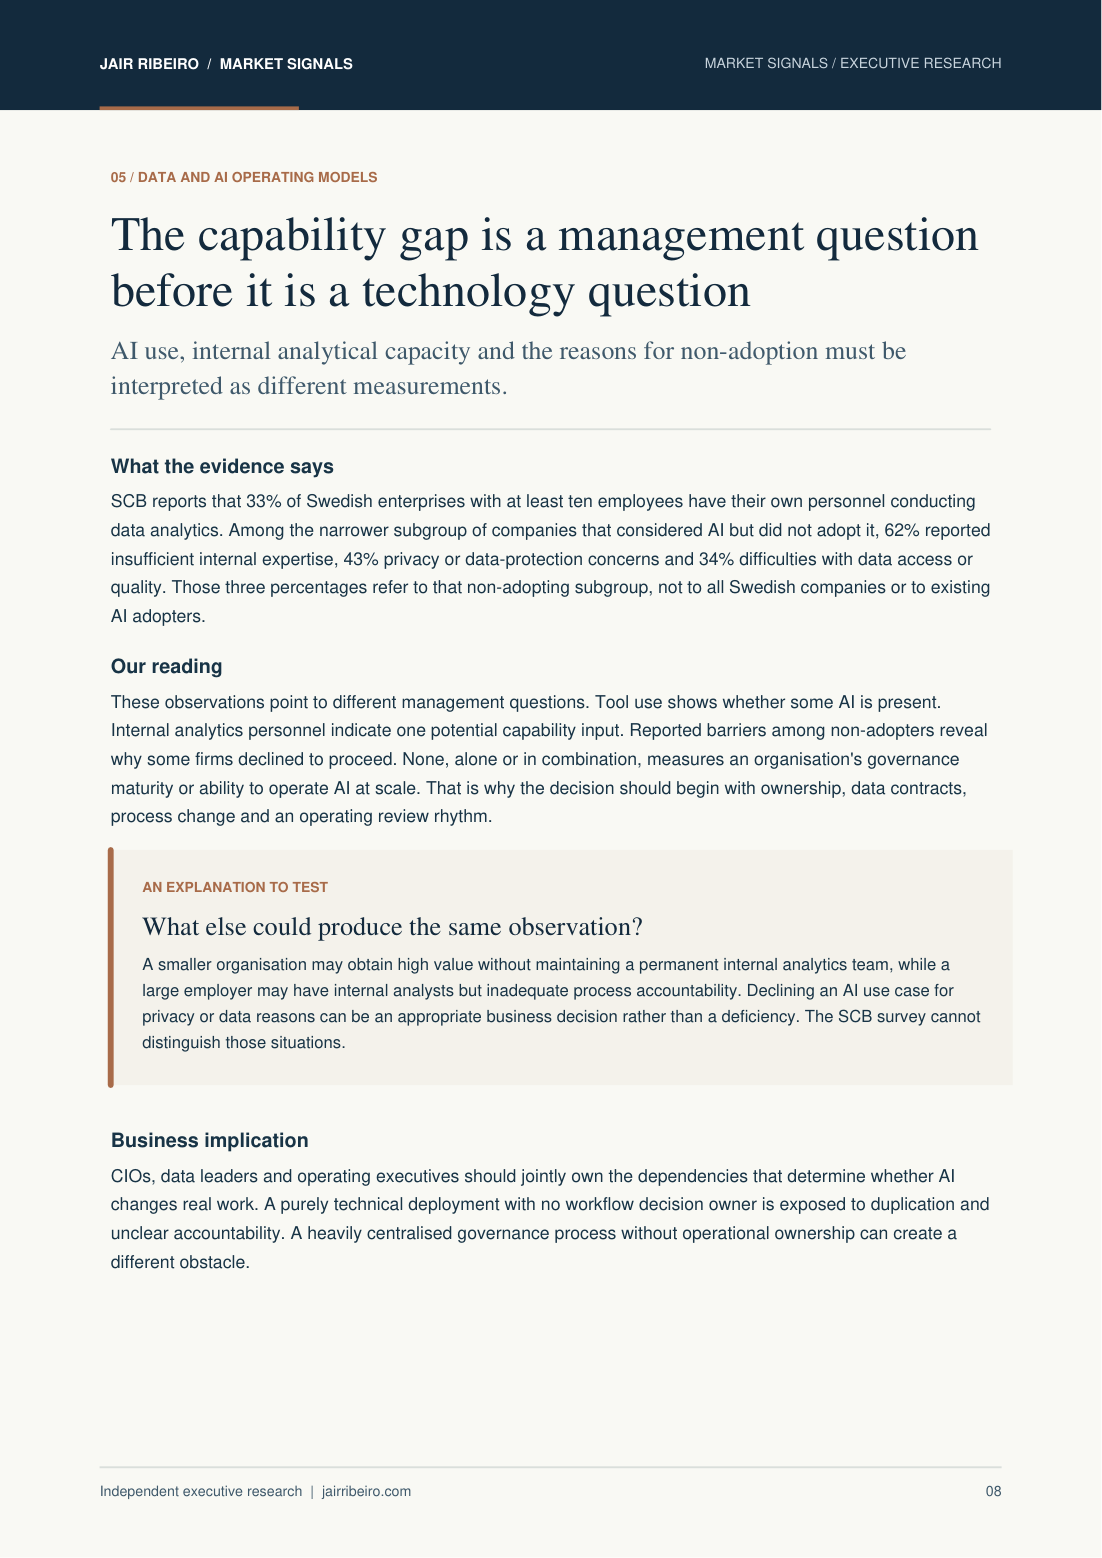 JAIR RIBEIRO / MARKET SIGNALS
MARKET SIGNALS / EXECUTIVE RESEARCH
05 / DATA AND AI OPERATING MODELS
The capability gap is a management question
before it is a technology question
AI use, internal analytical capacity and the reasons for non-adoption must be
interpreted as different measurements.
What the evidence says
SCB reports that 33% of Swedish enterprises with at least ten employees have their own personnel conducting
data analytics. Among the narrower subgroup of companies that considered AI but did not adopt it, 62% reported
insufficient internal expertise, 43% privacy or data-protection concerns and 34% difficulties with data access or
quality. Those three percentages refer to that non-adopting subgroup, not to all Swedish companies or to existing
AI adopters.
Our reading
These observations point to different management questions. Tool use shows whether some AI is present.
Internal analytics personnel indicate one potential capability input. Reported barriers among non-adopters reveal
why some firms declined to proceed. None, alone or in combination, measures an organisation's governance
maturity or ability to operate AI at scale. That is why the decision should begin with ownership, data contracts,
process change and an operating review rhythm.
AN EXPLANATION TO TEST
What else could produce the same observation?
A smaller organisation may obtain high value without maintaining a permanent internal analytics team, while a
large employer may have internal analysts but inadequate process accountability. Declining an AI use case for
privacy or data reasons can be an appropriate business decision rather than a deficiency. The SCB survey cannot
distinguish those situations.
Business implication
CIOs, data leaders and operating executives should jointly own the dependencies that determine whether AI
changes real work. A purely technical deployment with no workflow decision owner is exposed to duplication and
unclear accountability. A heavily centralised governance process without operational ownership can create a
different obstacle.
Independent executive research | jairribeiro.com
08